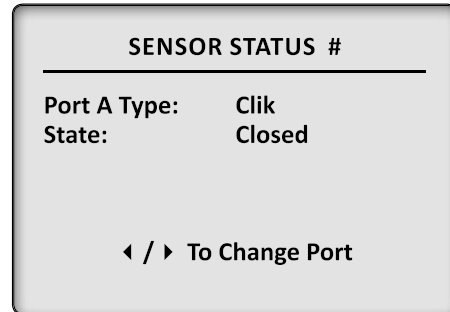 SENSOR STATUS #
Port A Type: Clik
State: Closed
◂ / ▸ To Change Port